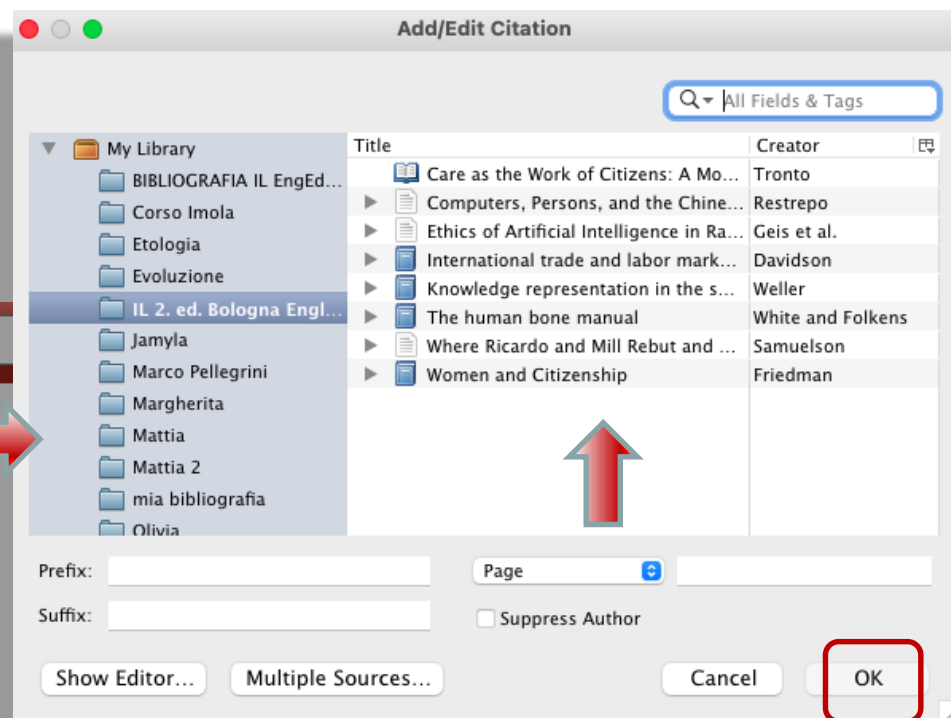 Add/Edit Citation
All Fields & Tags
My Library
BIBLIOGRAFIA IL EngEd...
Corso Imola
Etologia
Evoluzione
IL 2. ed. Bologna Engl...
Jamyla
Marco Pellegrini
Margherita
Mattia
Mattia 2
mia bibliografia
Olivia
Title Creator
Care as the Work of Citizens: A Mo... Tronto
Computers, Persons, and the Chine... Restrepo
Ethics of Artificial Intelligence in Ra... Geis et al.
International trade and labor mark... Davidson
Knowledge representation in the s... Weller
The human bone manual White and Folkens
Where Ricardo and Mill Rebut and ... Samuelson
Women and Citizenship Friedman
Prefix: Page
Suffix: Suppress Author
Show Editor... Multiple Sources... Cancel OK